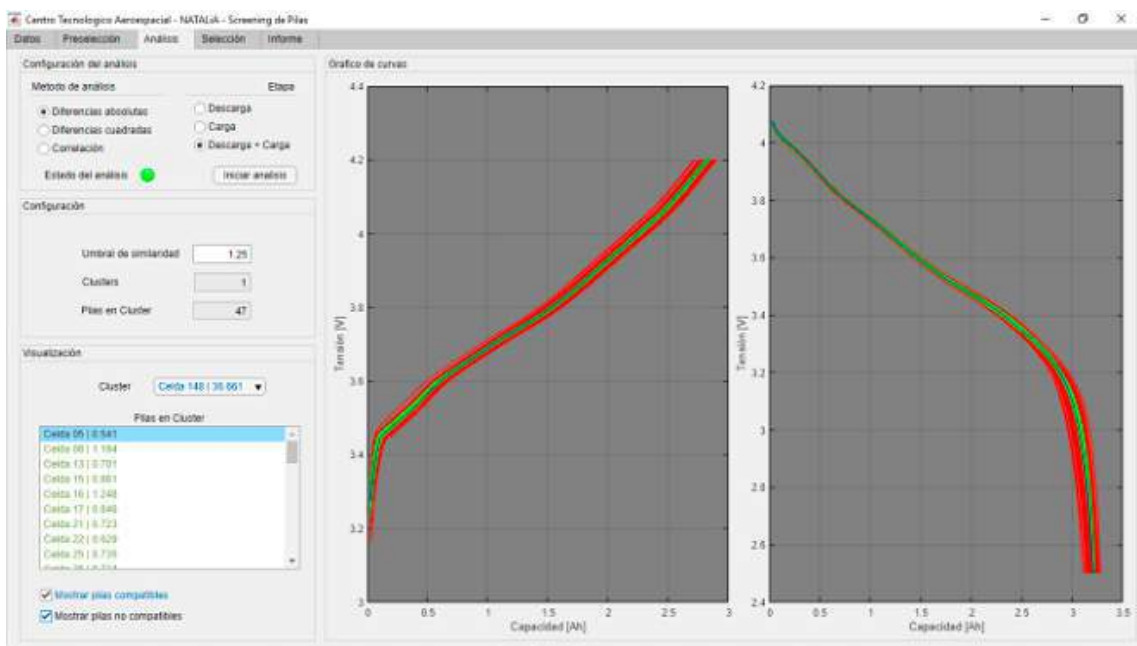 Centro Tecnologico Aeroespacial - NATALIA - Screening de Pilas
Datos Preselección Análisis Selección Informe
Configuración del análisis
Metodo de análisis Etapa
Diferencias absolutas
Descarga
Diferencias cuadradas
Carga
Correlación
Descarga + Carga
Estado del análisis
Iniciar analisis
Configuración
Umbral de similaridad 1.25
Clusters 1
Pilas en Cluster 47
Visualización
Cluster Celda 148 | 36.661
Pilas en Cluster
Celda 05 | 0.941
Celda 08 | 1.194
Celda 13 | 0.701
Celda 15 | 0.861
Celda 16 | 1.248
Celda 17 | 0.846
Celda 21 | 0.723
Celda 22 | 0.629
Celda 25 | 0.739
Mostrar pilas compatibles
Mostrar pilas no compatibles
Grafico de curvas
Tensión [V]
4.4
4.2
4
3.8
3.6
3.4
3.2
3
0 0.5 1 1.5 2 2.5 3
Capacidad [Ah]
Tensión [V]
4.2
4
3.8
3.6
3.4
3.2
3
2.8
2.6
2.4
0 0.5 1 1.5 2 2.5 3 3.5
Capacidad [Ah]